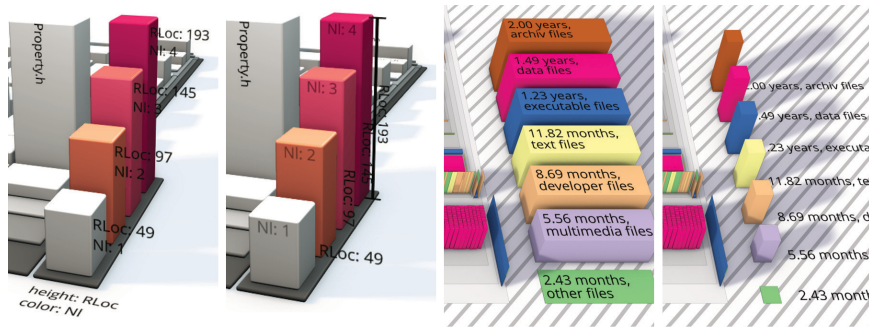 Property.h
RLoc: 193
NI: 4
RLoc: 145
NI: 3
RLoc: 97
NI: 2
RLoc: 49
NI: 1
height: RLoc
color: NI
Property.h
NI: 4
NI: 3
NI: 2
NI: 1
RLoc: 193
RLoc: 145
RLoc: 97
RLoc: 49
2.00 years,
archiv files
1.49 years,
data files
1.23 years,
executable files
11.82 months,
text files
8.69 months,
developer files
5.56 months,
multimedia files
2.43 months,
other files
.00 years, archiv files
.49 years, data files
.23 years, executa
11.82 months, te
8.69 months, d
5.56 months
2.43 month